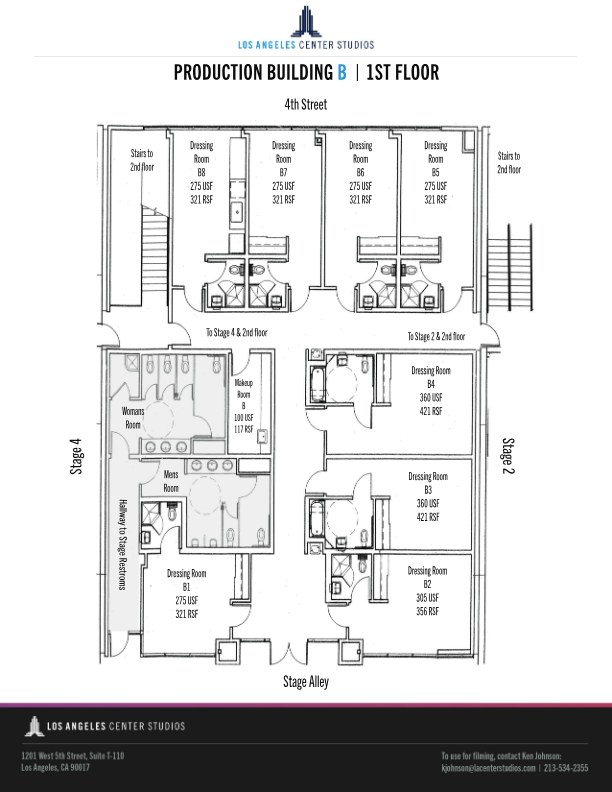 LOS ANGELES CENTER STUDIOS
PRODUCTION BUILDING B | 1ST FLOOR
4th Street
Stairs to
2nd floor
Dressing
Room
B8
275 USF
321 RSF
Dressing
Room
B7
275 USF
321 RSF
Dressing
Room
B6
275 USF
321 RSF
Dressing
Room
B5
275 USF
321 RSF
Stairs to
2nd floor
To Stage 4 & 2nd floor
To Stage 2 & 2nd floor
Womans
Room
Makeup
Room
B
100 USF
117 RSF
Dressing Room
B4
360 USF
421 RSF
Stage 4
Stage 2
Mens
Room
Dressing Room
B3
360 USF
421 RSF
Hallway to Stage Restroms
Dressing Room
B1
275 USF
321 RSF
Dressing Room
B2
305 USF
356 RSF
Stage Alley
LOS ANGELES CENTER STUDIOS
1201 West 5th Street, Suite T-110
Los Angeles, CA 90017
To use for filming, contact Ken Johnson:
kjohnson@lacenterstudios.com | 213-534-2355